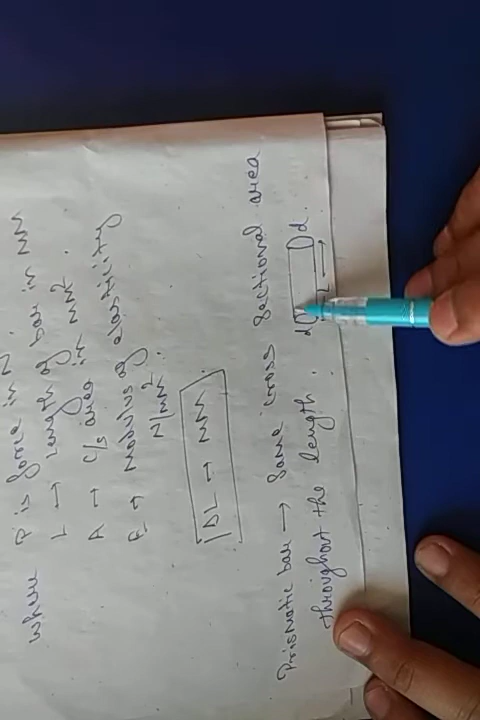 where P is force in N.
L → Length of bar in mm
A → c/s area in mm².
E → Modulus of elasticity
N/mm².
ΔL → mm.
Prismatic bar → Same cross sectional area
throughout the length.
d d.
L